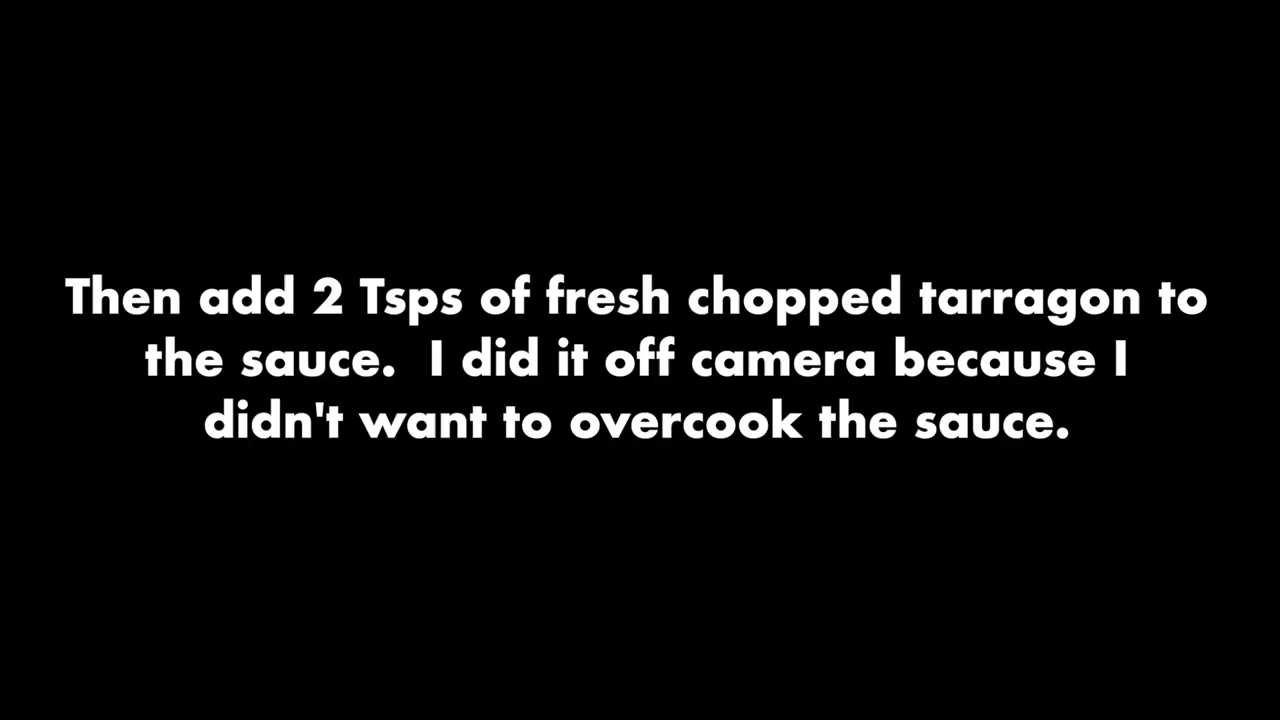 Then add 2 Tsps of fresh chopped tarragon to
the sauce.  I did it off camera because I
didn't want to overcook the sauce.